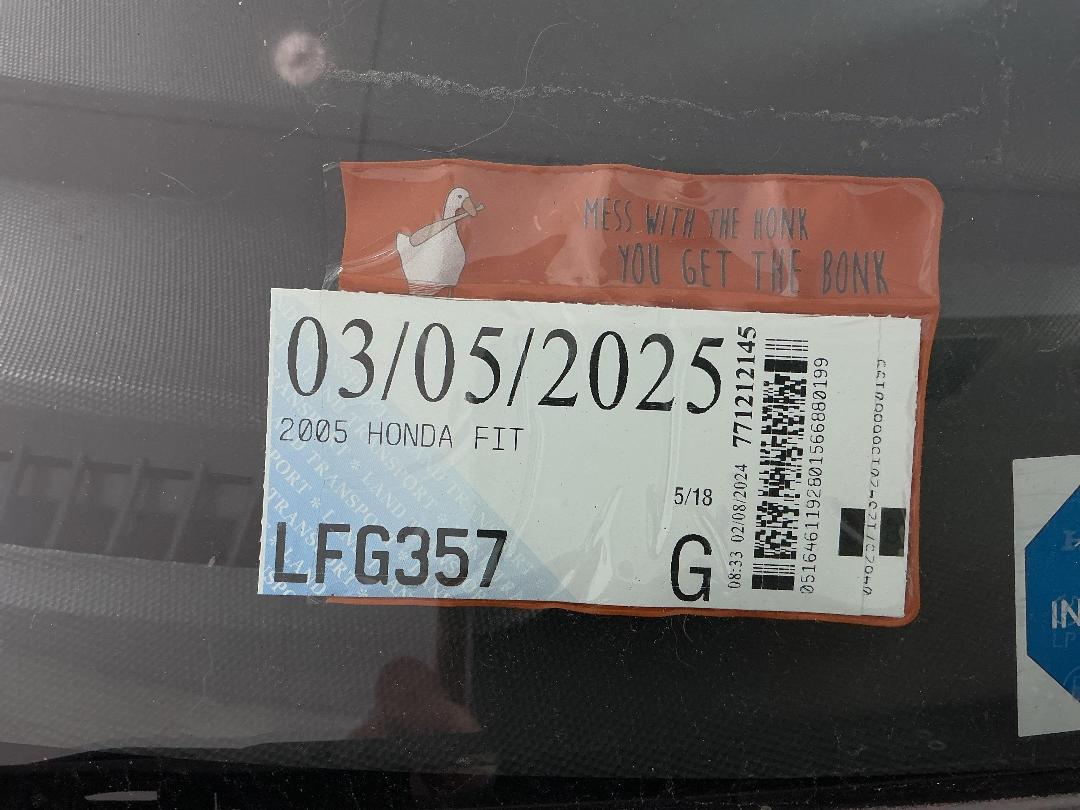 MESS WITH THE HONK
YOU GET THE BONK
03/05/2025
2005 HONDA FIT
5/18
LFG357
G
08:33 02/08/2024 771212145
0516461192801566880199
IN